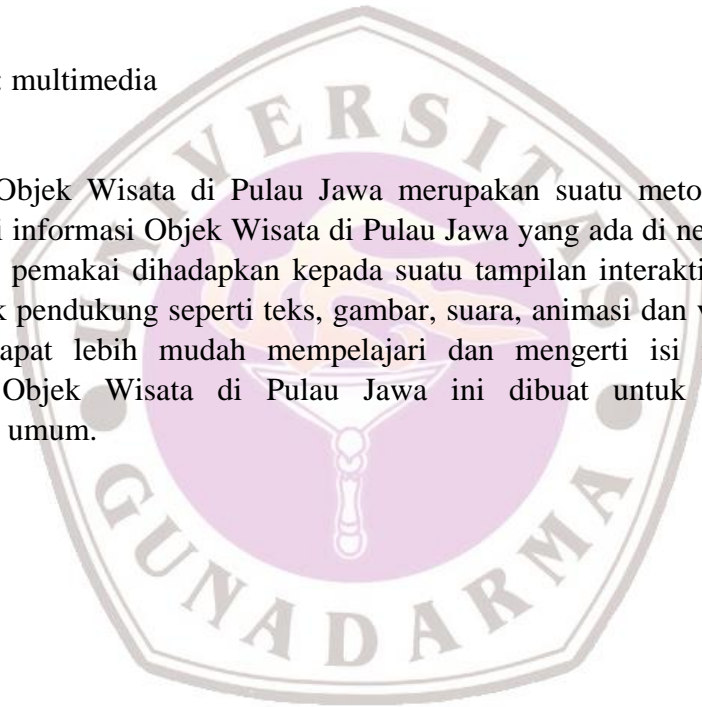 : multimedia
Objek Wisata di Pulau Jawa merupakan suatu meto
i informasi Objek Wisata di Pulau Jawa yang ada di ne
pemakai dihadapkan kepada suatu tampilan interakti
k pendukung seperti teks, gambar, suara, animasi dan v
apat lebih mudah mempelajari dan mengerti isi
Objek Wisata di Pulau Jawa ini dibuat untuk
umum.
UNIVERSITAS
GUNADARMA